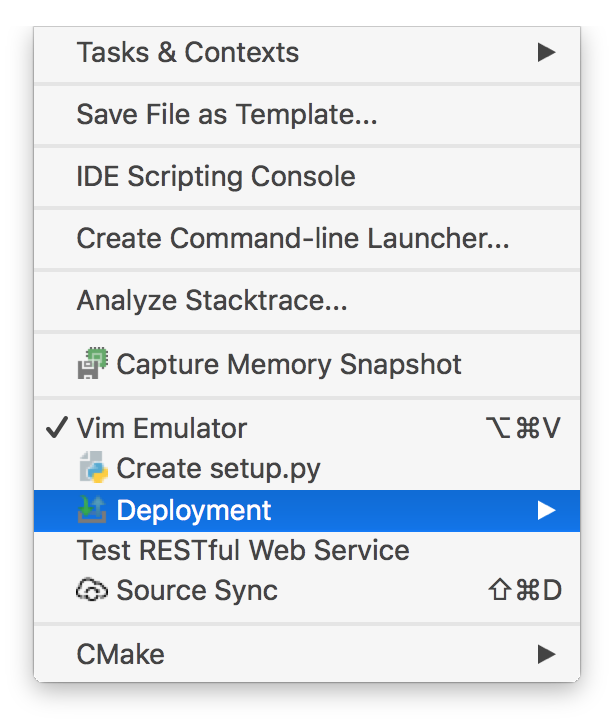 Tasks & Contexts
Save File as Template...
IDE Scripting Console
Create Command-line Launcher...
Analyze Stacktrace...
Capture Memory Snapshot
✓ Vim Emulator ⌥⌘V
Create setup.py
Deployment
Test RESTful Web Service
Source Sync ⇧⌘D
CMake